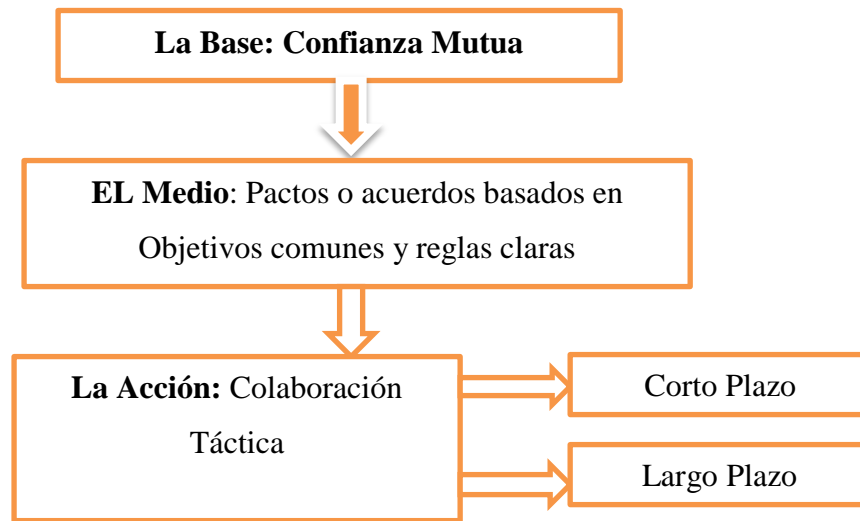 La Base: Confianza Mutua
EL Medio: Pactos o acuerdos basados en
Objetivos comunes y reglas claras
La Acción: Colaboración
Táctica
Corto Plazo
Largo Plazo